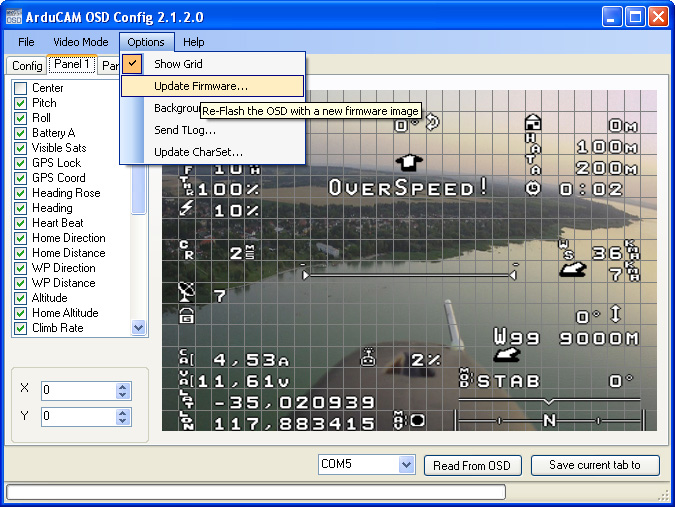 ArduCAM OSD Config 2.1.2.0
File Video Mode Options Help
Config Panel 1
Show Grid
Update Firmware...
Re-Flash the OSD with a new firmware image
Send TLog...
Update CharSet...
Center
Pitch
Roll
Battery A
Visible Sats
GPS Lock
GPS Coord
Heading Rose
Heading
Heart Beat
Home Direction
Home Distance
WP Direction
WP Distance
Altitude
Home Altitude
Climb Rate
X 0
Y 0
0° 0M
100M
200M
100% OverSpeed! 0:02
10%
2
36
7
7
0°
W99 9000M
4,53A 2%
11,61V STAB 0°
-35,020939
117,883415 N
COM5 Read From OSD Save current tab to